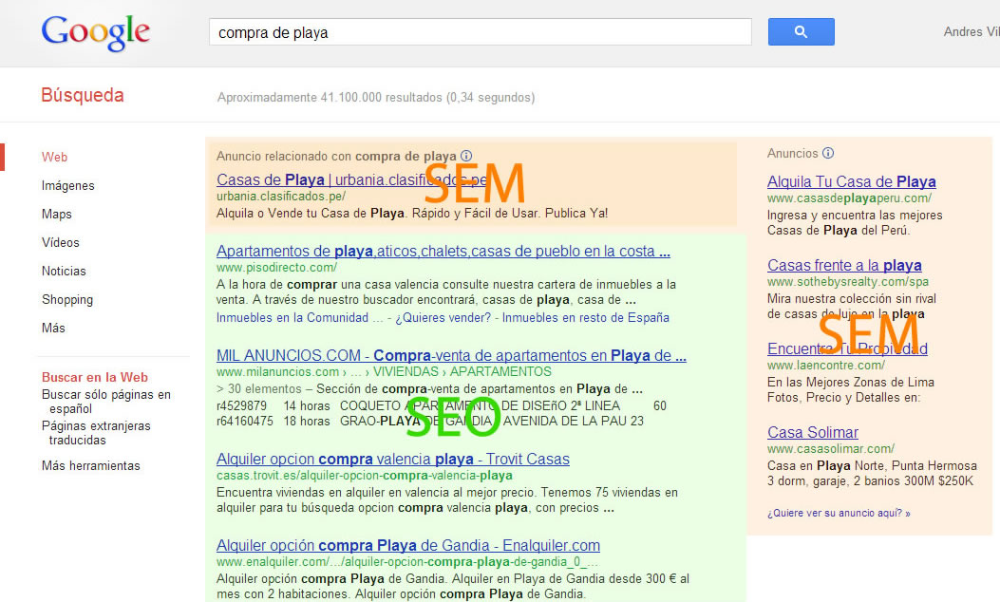 Google
compra de playa
Andres Vil
Búsqueda
Aproximadamente 41.100.000 resultados (0,34 segundos)
Web
Imágenes
Maps
Vídeos
Noticias
Shopping
Más
Buscar en la Web
Buscar sólo páginas en
español
Páginas extranjeras
traducidas
Más herramientas
Anuncio relacionado con compra de playa
Casas de Playa | urbania.clasificados.pe
urbania.clasificados.pe/
Alquila o Vende tu Casa de Playa. Rápido y Fácil de Usar. Publica Ya!
SEM
Apartamentos de playa,aticos,chalets,casas de pueblo en la costa ...
www.pisodirecto.com/
A la hora de comprar una casa valencia consulte nuestra cartera de inmuebles a la
venta. A través de nuestro buscador encontrará, casas de playa, casa de ...
Inmuebles en la Comunidad ... - ¿Quieres vender? - Inmuebles en resto de España
MIL ANUNCIOS.COM - Compra-venta de apartamentos en Playa de ...
www.milanuncios.com › ... › VIVIENDAS › APARTAMENTOS
> 30 elementos – Sección de compra-venta de apartamentos en Playa de ...
r4529879 14 horas COQUETO APARTAMENTO DE DISEñO 2ª LINEA 60
r64160475 18 horas GRAO-PLAYA DE GANDIA, AVENIDA DE LA PAU 23
SEO
Alquiler opcion compra valencia playa - Trovit Casas
casas.trovit.es/alquiler-opcion-compra-valencia-playa
Encuentra viviendas en alquiler en valencia al mejor precio. Tenemos 75 viviendas en
alquiler para tu búsqueda opcion compra valencia playa, con precios ...
Alquiler opción compra Playa de Gandia - Enalquiler.com
www.enalquiler.com/.../alquiler-opcion-compra-playa-de-gandia_0_...
Alquiler opción compra Playa de Gandia. Alquiler en Playa de Gandia desde 300 € al
mes con 2 habitaciones. Alquiler opción compra Playa de Gandia.
Anuncios
Alquila Tu Casa de Playa
www.casasdeplayaperu.com/
Ingresa y encuentra las mejores
Casas de Playa del Perú.
Casas frente a la playa
www.sothebysrealty.com/spa
Mira nuestra colección sin rival
de casas de lujo en la playa
SEM
Encuentra Tu Propiedad
www.laencontre.com/
En las Mejores Zonas de Lima
Fotos, Precio y Detalles en:
Casa Solimar
www.casasolimar.com/
Casa en Playa Norte, Punta Hermosa
3 dorm, garaje, 2 banios 300M $250K
¿Quiere ver su anuncio aquí? »